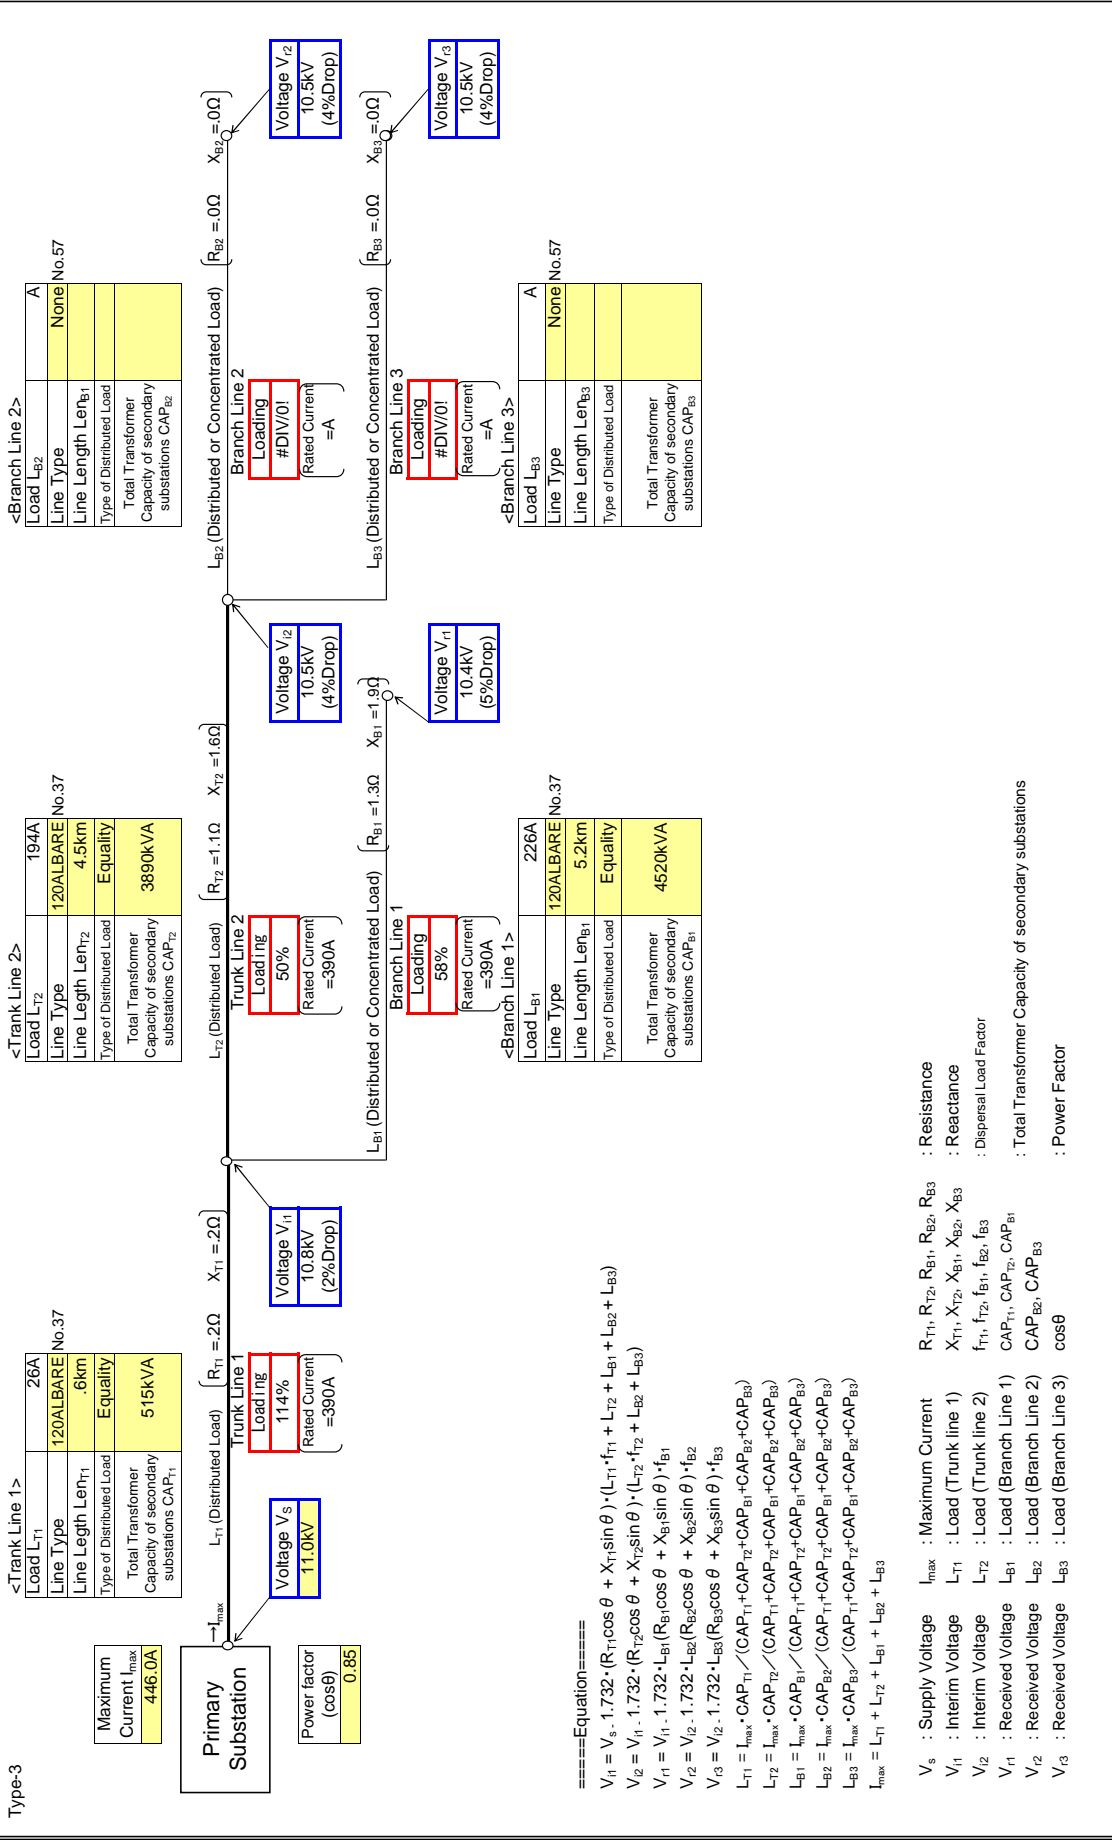 Type-3
<Trank Line 1>
Load LT1 26A
Line Type 120ALBARE No.37
Line Legth LenT1 .6km
Type of Distributed Load Equality
Total Transformer
Capacity of secondary
substations CAPT1
515kVA
<Trank Line 2>
Load LT2 194A
Line Type 120ALBARE No.37
Line Legth LenT2 4.5km
Type of Distributed Load Equality
Total Transformer
Capacity of secondary
substations CAPT2
3890kVA
<Branch Line 2>
Load LB2 A
Line Type None No.57
Line Length LenB1
Type of Distributed Load
Total Transformer
Capacity of secondary
substations CAPB2
Maximum
Current Imax
446.0A
Primary
Substation
→Imax
Power factor
(cosθ)
0.85
Voltage VS
11.0kV
LT1 (Distributed Load)
RT1 =.2Ω XT1 =.2Ω
Trunk Line 1
Loading
114%
Rated Current
=390A
Voltage Vi1
10.8kV
(2%Drop)
LT2 (Distributed Load)
RT2 =1.1Ω XT2 =1.6Ω
Trunk Line 2
Loading
50%
Rated Current
=390A
Voltage Vi2
10.5kV
(4%Drop)
LB2 (Distributed or Concentrated Load)
RB2 =.0Ω XB2 =.0Ω
Branch Line 2
Loading
#DIV/0!
Rated Current
=A
Voltage Vr2
10.5kV
(4%Drop)
LB1 (Distributed or Concentrated Load)
RB1 =1.3Ω XB1 =1.9Ω
Branch Line 1
Loading
58%
Rated Current
=390A
Voltage Vr1
10.4kV
(5%Drop)
LB3 (Distributed or Concentrated Load)
RB3 =.0Ω XB3 =.0Ω
Branch Line 3
Loading
#DIV/0!
Rated Current
=A
Voltage Vr3
10.5kV
(4%Drop)
<Branch Line 1>
Load LB1 226A
Line Type 120ALBARE No.37
Line Length LenB1 5.2km
Type of Distributed Load Equality
Total Transformer
Capacity of secondary
substations CAPB1
4520kVA
<Branch Line 3>
Load LB3 A
Line Type None No.57
Line Length LenB3
Type of Distributed Load
Total Transformer
Capacity of secondary
substations CAPB3
=====Equation=====
Vi1 = VS - 1.732・(RT1cosθ + XT1sinθ)・(LT1・fT1 + LT2 + LB1 + LB2 + LB3)
Vi2 = Vi1 - 1.732・(RT2cosθ + XT2sinθ)・(LT2・fT2 + LB2 + LB3)
Vr1 = Vi1 - 1.732・LB1(RB1cosθ + XB1sinθ)・fB1
Vr2 = Vi2 - 1.732・LB2(RB2cosθ + XB2sinθ)・fB2
Vr3 = Vi2 - 1.732・LB3(RB3cosθ + XB3sinθ)・fB3
LT1 = Imax・CAPT1／(CAPT1+CAPT2+CAPB1+CAPB2+CAPB3)
LT2 = Imax・CAPT2／(CAPT1+CAPT2+CAPB1+CAPB2+CAPB3)
LB1 = Imax・CAPB1／(CAPT1+CAPT2+CAPB1+CAPB2+CAPB3)
LB2 = Imax・CAPB2／(CAPT1+CAPT2+CAPB1+CAPB2+CAPB3)
LB3 = Imax・CAPB3／(CAPT1+CAPT2+CAPB1+CAPB2+CAPB3)
Imax = LT1 + LT2 + LB1 + LB2 + LB3
Vs : Supply Voltage Imax : Maximum Current RT1, RT2, RB1, RB2, RB3 : Resistance
Vi1 : Interim Voltage LT1 : Load (Trunk line 1) XT1, XT2, XB1, XB2, XB3 : Reactance
Vi2 : Interim Voltage LT2 : Load (Trunk line 2) fT1, fT2, fB1, fB2, fB3 : Dispersal Load Factor
Vr1 : Received Voltage LB1 : Load (Branch Line 1) CAPT1, CAPT2, CAPB1 : Total Transformer Capacity of secondary substations
Vr2 : Received Voltage LB2 : Load (Branch Line 2) CAPB2, CAPB3
Vr3 : Received Voltage LB3 : Load (Branch Line 3) cosθ : Power Factor